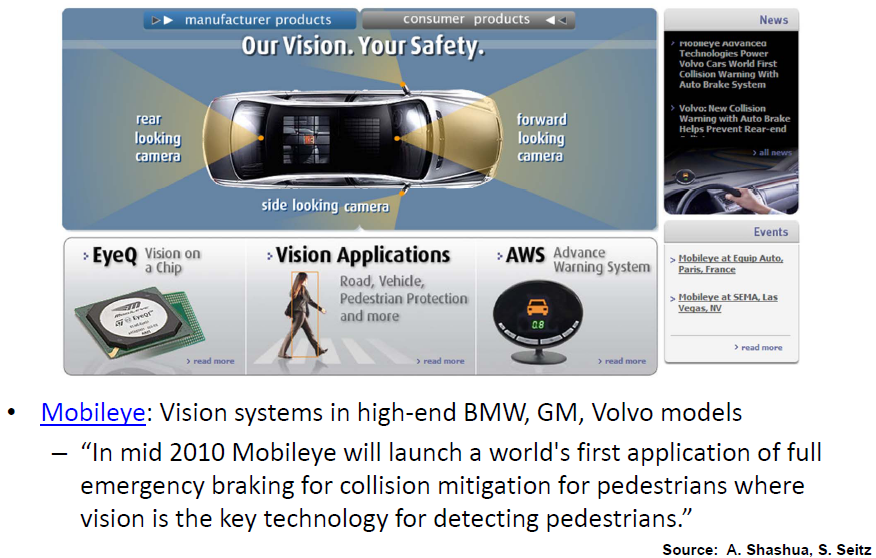 manufacturer products
consumer products
Our Vision. Your Safety.
rear
looking
camera
forward
looking
camera
side looking camera
News
Mobileye Advanced
Technologies Power
Volvo Cars World First
Collision Warning With
Auto Brake System
Volvo: New Collision
Warning with Auto Brake
Helps Prevent Rear-end
> all news
> EyeQ Vision on
a Chip
EyeQ1
> read more
> Vision Applications
Road, Vehicle,
Pedestrian Protection
and more
> read more
> AWS Advance
Warning System
0.8
> read more
Events
> Mobileye at Equip Auto,
Paris, France
> Mobileye at SEMA, Las
Vegas, NV
> read more
• Mobileye: Vision systems in high-end BMW, GM, Volvo models
– “In mid 2010 Mobileye will launch a world's first application of full
emergency braking for collision mitigation for pedestrians where
vision is the key technology for detecting pedestrians.”
Source: A. Shashua, S. Seitz